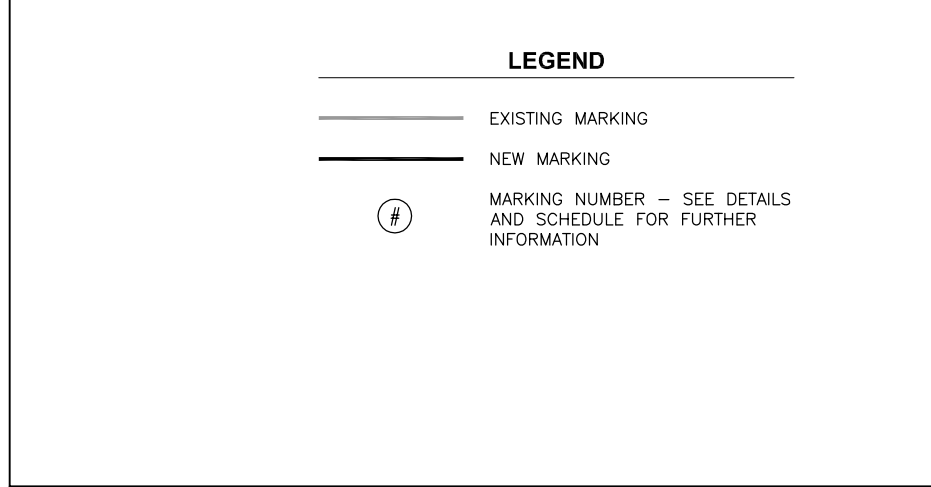 LEGEND
EXISTING MARKING
NEW MARKING
#
MARKING NUMBER – SEE DETAILS
AND SCHEDULE FOR FURTHER
INFORMATION